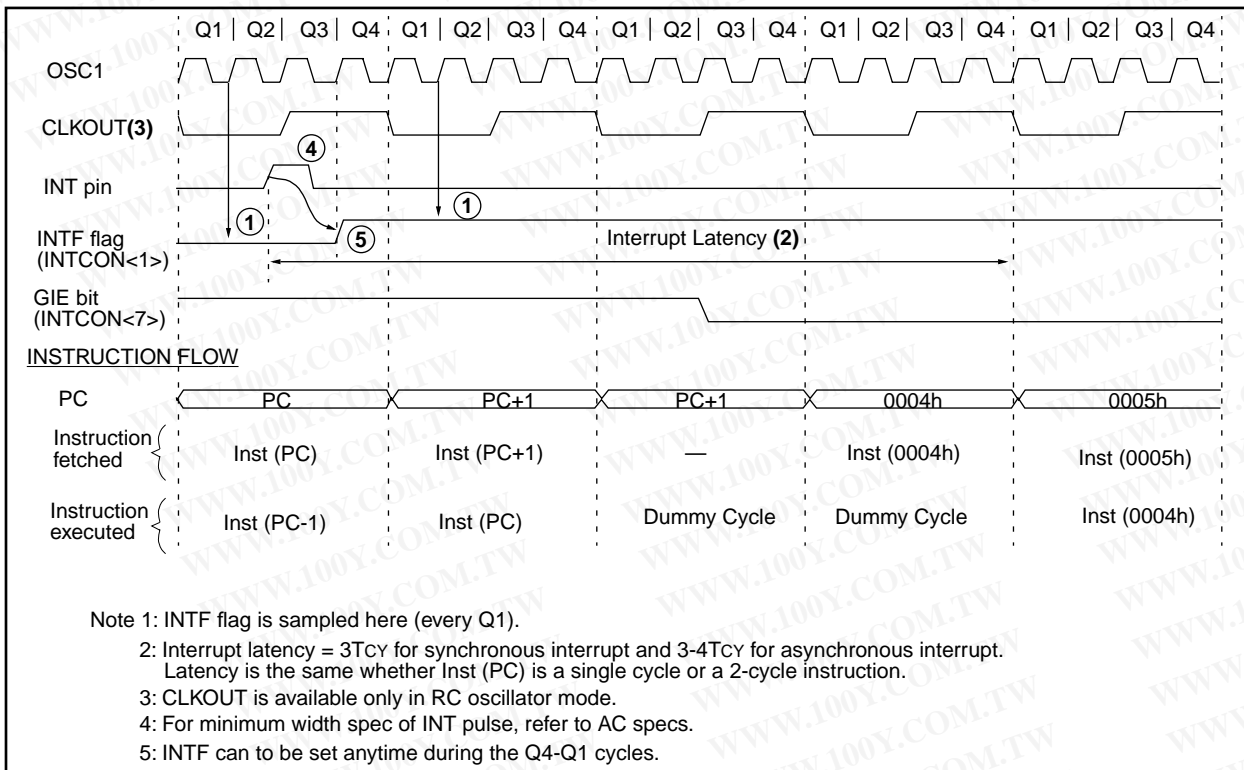 Q1 | Q2 | Q3 | Q4 | Q1 | Q2 | Q3 | Q4 | Q1 | Q2 | Q3 | Q4 | Q1 | Q2 | Q3 | Q4 | Q1 | Q2 | Q3 | Q4
OSC1
CLKOUT(3)
4
INT pin
1
1
5
INTF flag
(INTCON<1>)
Interrupt Latency (2)
GIE bit
(INTCON<7>)
INSTRUCTION FLOW
PC PC PC+1 PC+1 0004h 0005h
Instruction
fetched
Inst (PC) Inst (PC+1) — Inst (0004h) Inst (0005h)
Instruction
executed
Inst (PC-1) Inst (PC) Dummy Cycle Dummy Cycle Inst (0004h)
Note 1: INTF flag is sampled here (every Q1).
2: Interrupt latency = 3TCY for synchronous interrupt and 3-4TCY for asynchronous interrupt.
Latency is the same whether Inst (PC) is a single cycle or a 2-cycle instruction.
3: CLKOUT is available only in RC oscillator mode.
4: For minimum width spec of INT pulse, refer to AC specs.
5: INTF can to be set anytime during the Q4-Q1 cycles.
WWW.100Y.COM.TW